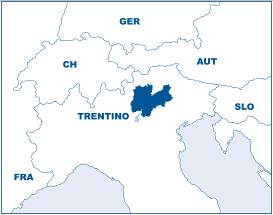 GER
CH
AUT
TRENTINO
SLO
FRA